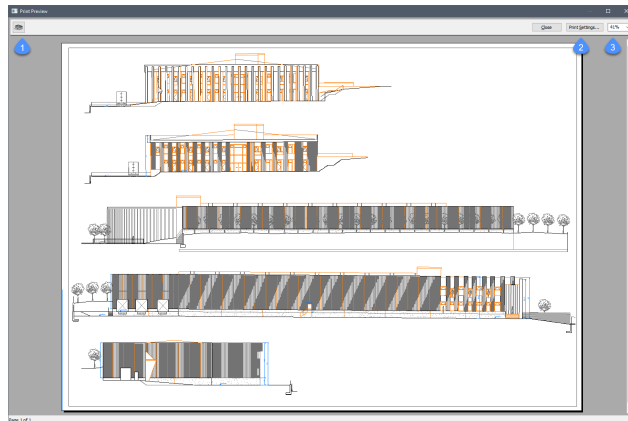 Print Preview
Close
Print Settings...
41%
1
2
3
Page 1 of 1